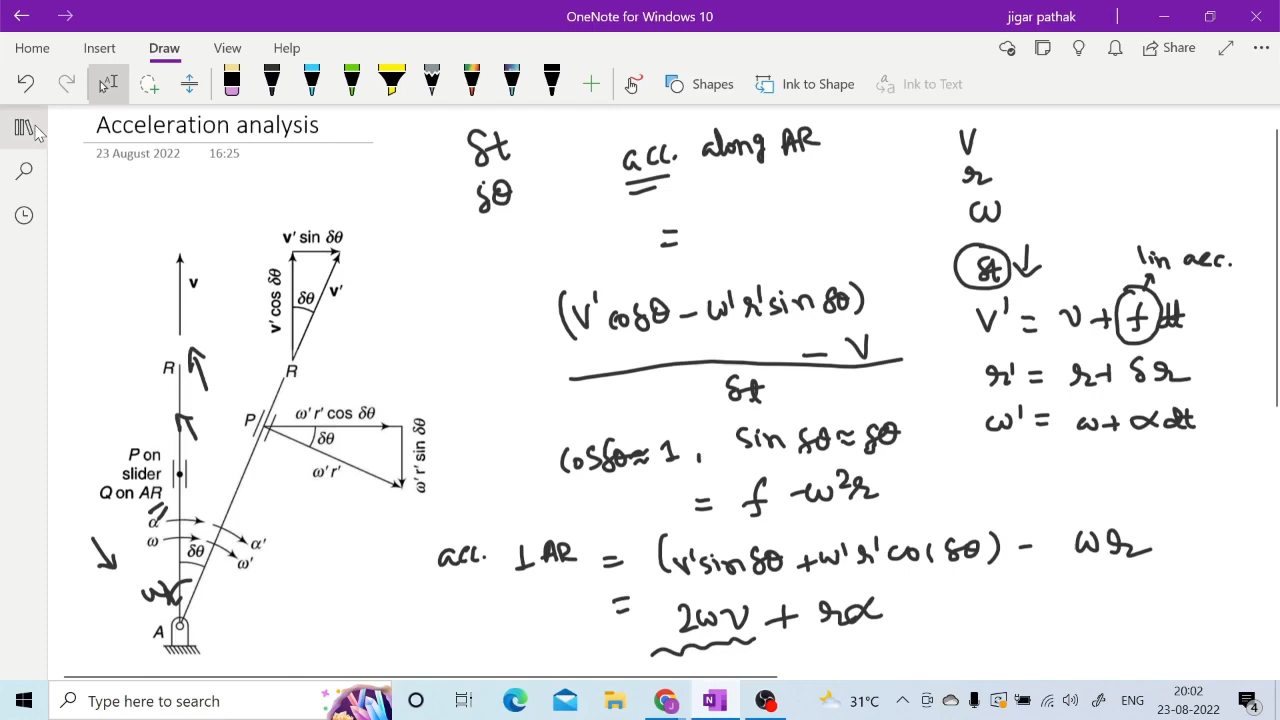 OneNote for Windows 10
jigar pathak
Home Insert Draw View Help
Share
Shapes
Ink to Shape
Ink to Text
Acceleration analysis
23 August 2022 16:25
δt
δθ
acc. along AR
=
(v' cosδθ - ω' r' sin δθ) - V
δt
cosδθ ≈ 1, sin δθ ≈ δθ
= f - ω²r
acc. ⊥ AR = (v' sin δθ + ω' r' cos δθ) - ωr
= 2ωv + rα
V
r
ω
δt ↓
lin acc.
V' = v + f dt
r' = r + δr
ω' = ω + α dt
v' sin δθ
v
v' cos δθ
δθ
v'
R
R
P
ω' r' cos δθ
δθ
ω' r'
ω' r' sin δθ
P on
slider
Q on AR
α
α'
ω
δθ
ω'
A
Type here to search
31°C
ENG
20:02
23-08-2022
4